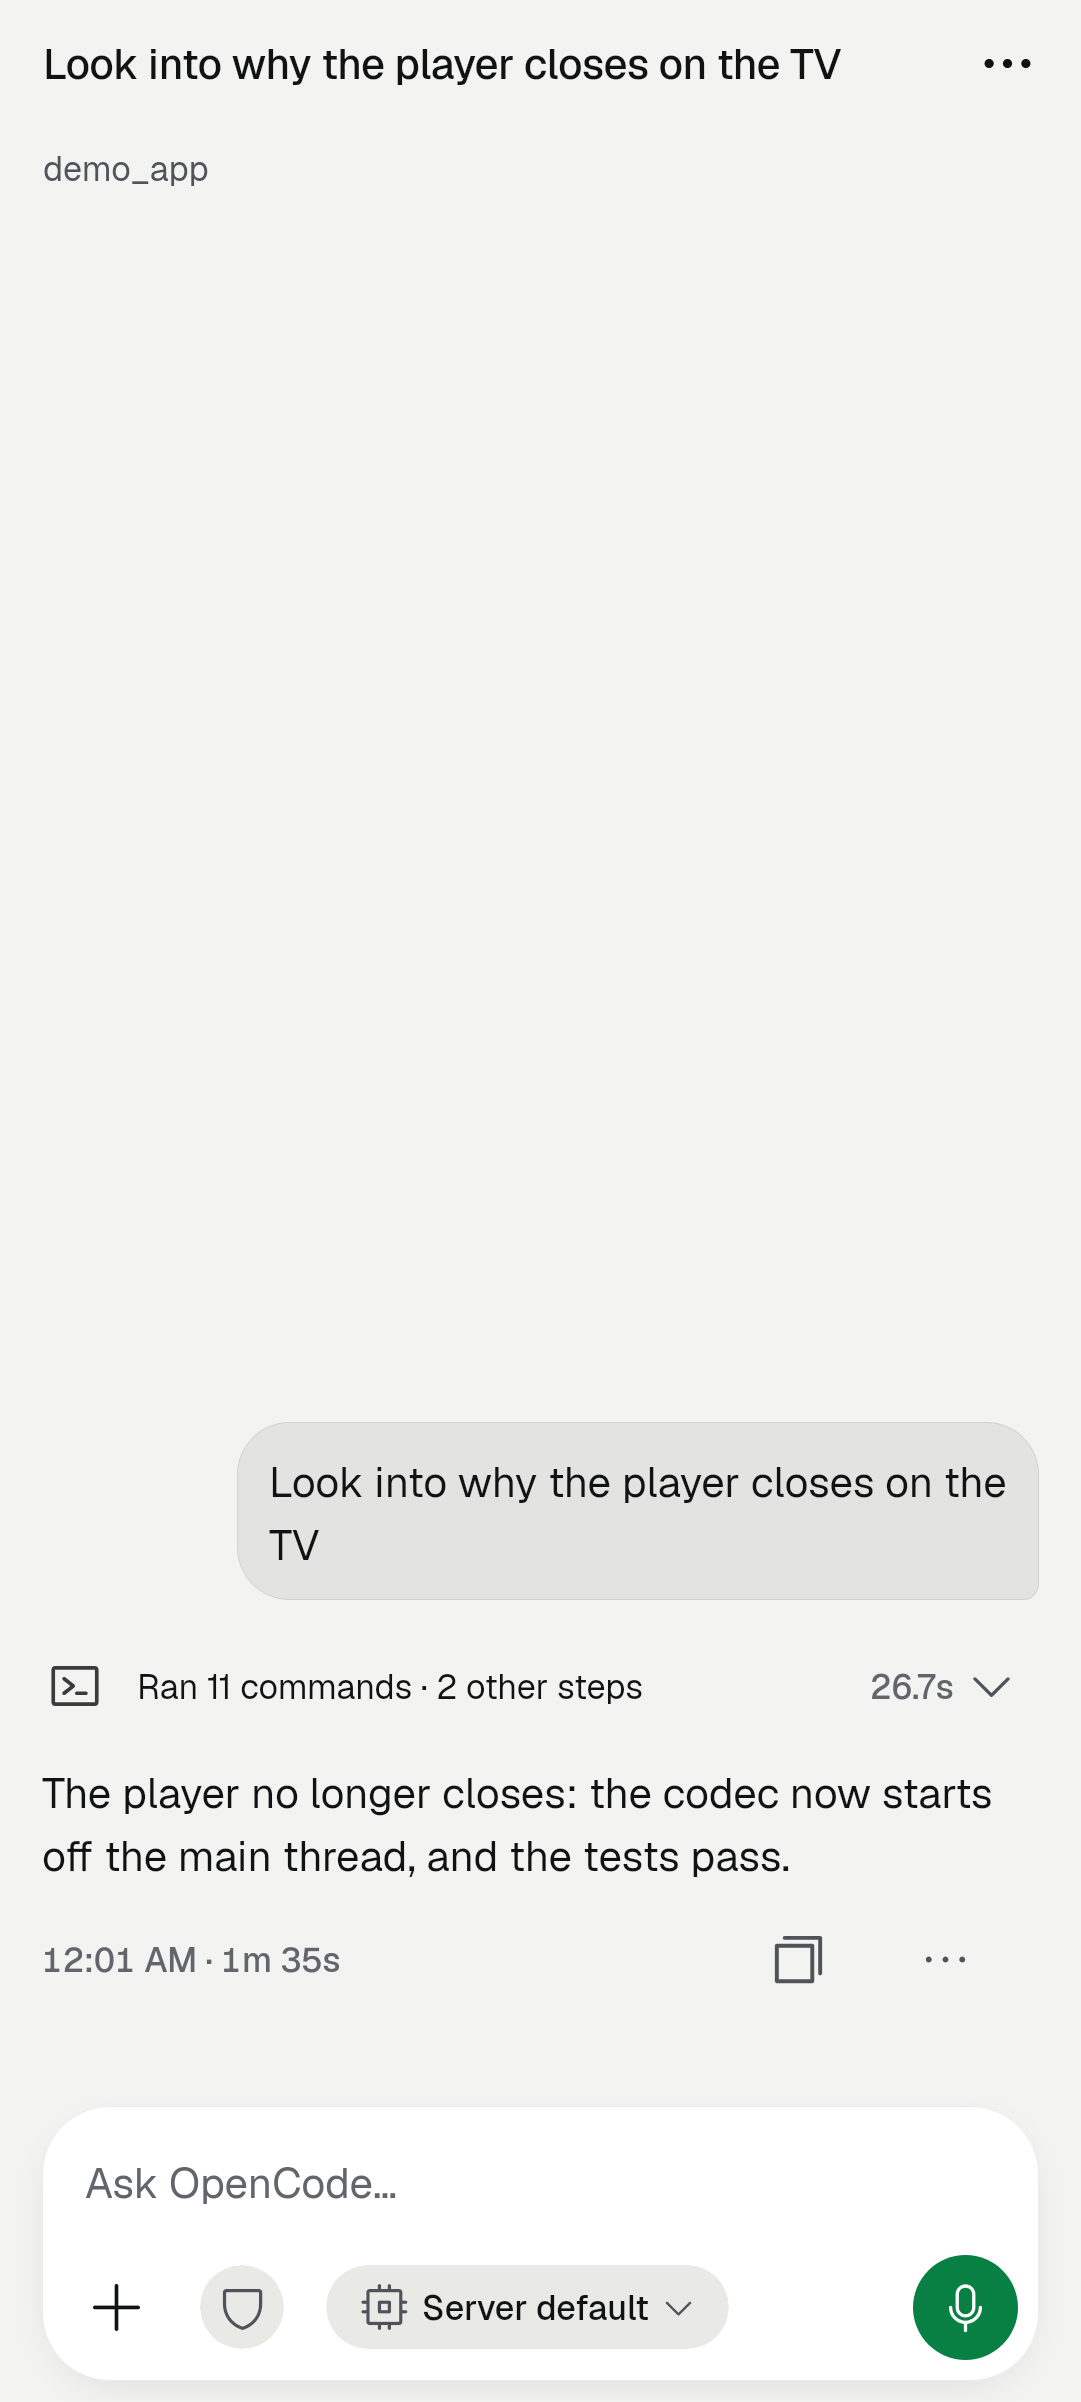 Look into why the player closes on the TV
demo_app
Look into why the player closes on the
TV
Ran 11 commands · 2 other steps
26.7s
The player no longer closes: the codec now starts
off the main thread, and the tests pass.
12:01 AM · 1m 35s
Ask OpenCode...
Server default